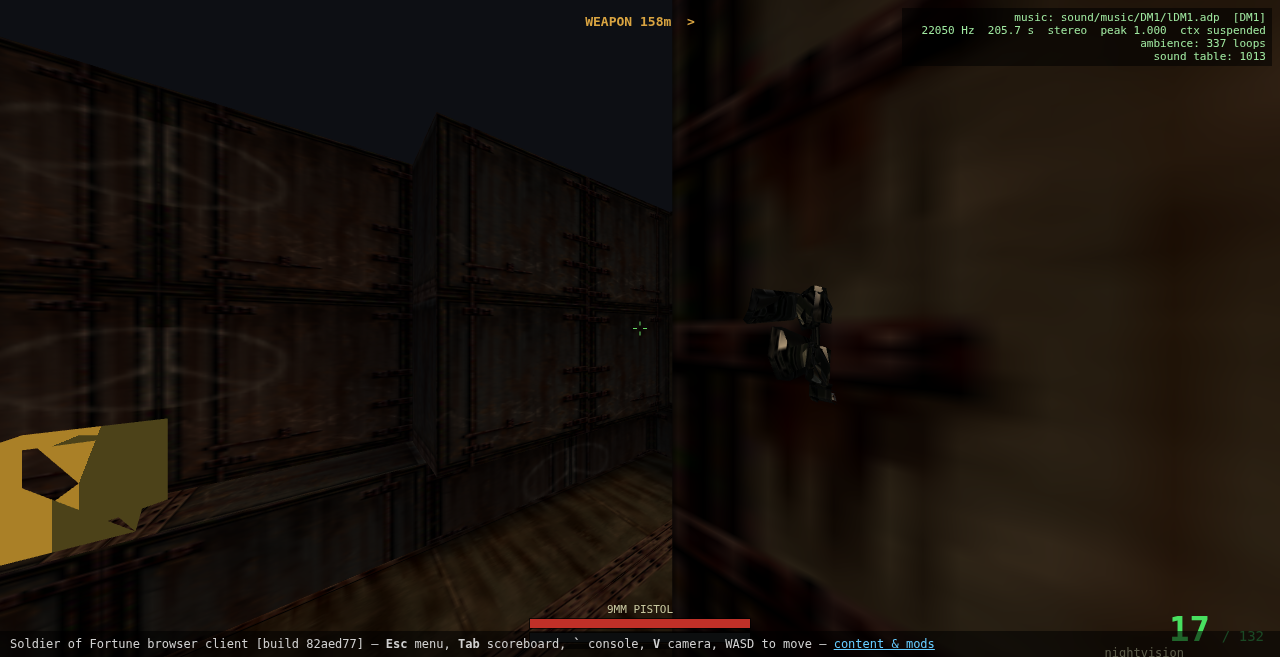 WEAPON 158m >
music: sound/music/DM1/lDM1.adp [DM1]
22050 Hz 205.7 s stereo peak 1.000 ctx suspended
ambience: 337 loops
sound table: 1013
9MM PISTOL
17 / 132
Soldier of Fortune browser client [build 82aed77] — Esc menu, Tab scoreboard, ` console, V camera, WASD to move — content & mods
nightvision